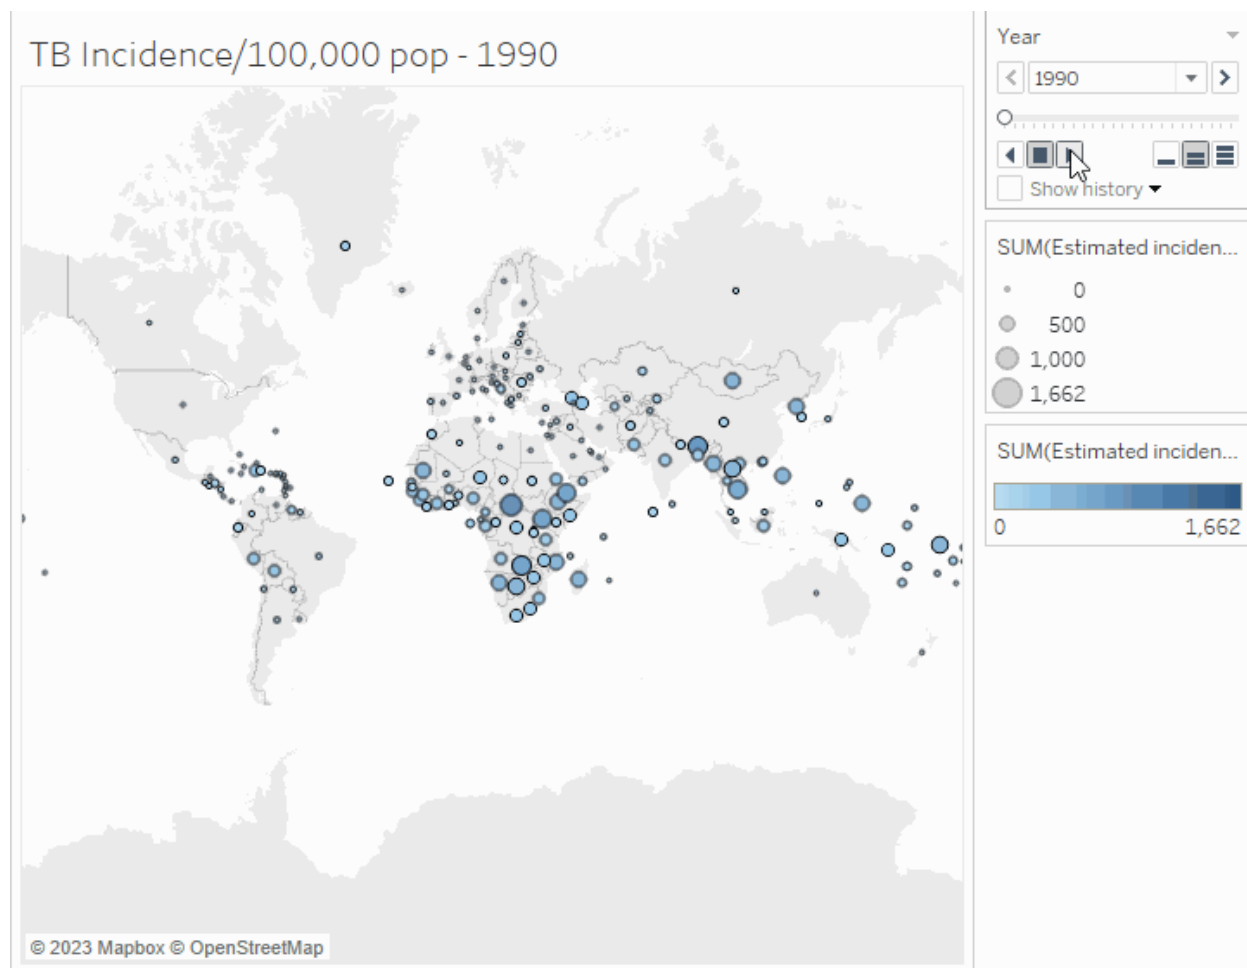 TB Incidence/100,000 pop - 1990
© 2023 Mapbox © OpenStreetMap
Year
1990
Show history
SUM(Estimated inciden...
0
500
1,000
1,662
SUM(Estimated inciden...
0 1,662